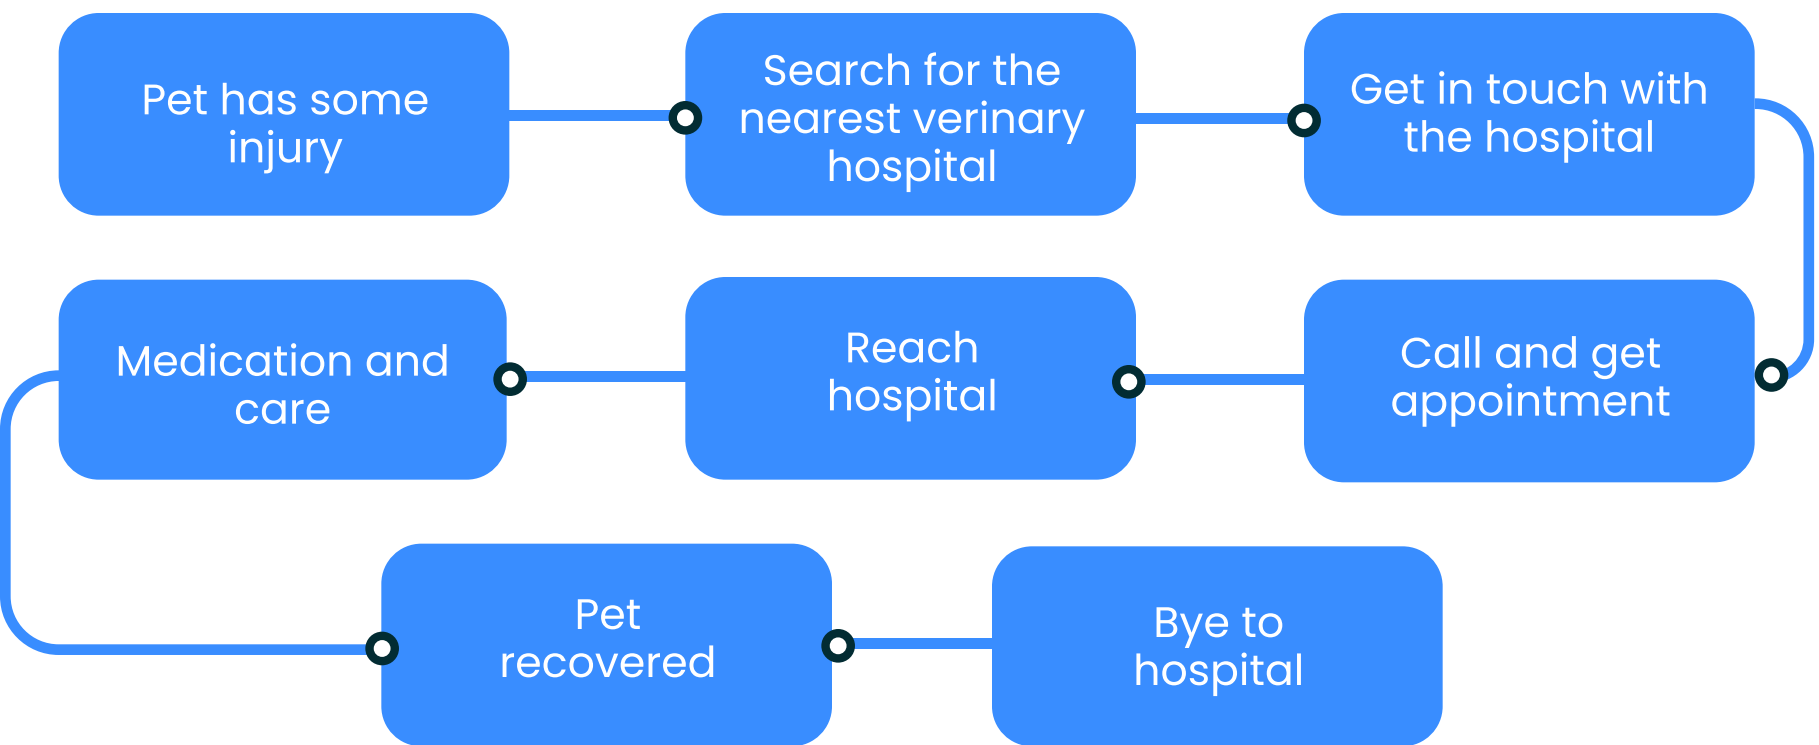 Pet has some
injury
Search for the
nearest verinary
hospital
Get in touch with
the hospital
Call and get
appointment
Reach
hospital
Medication and
care
Pet
recovered
Bye to
hospital